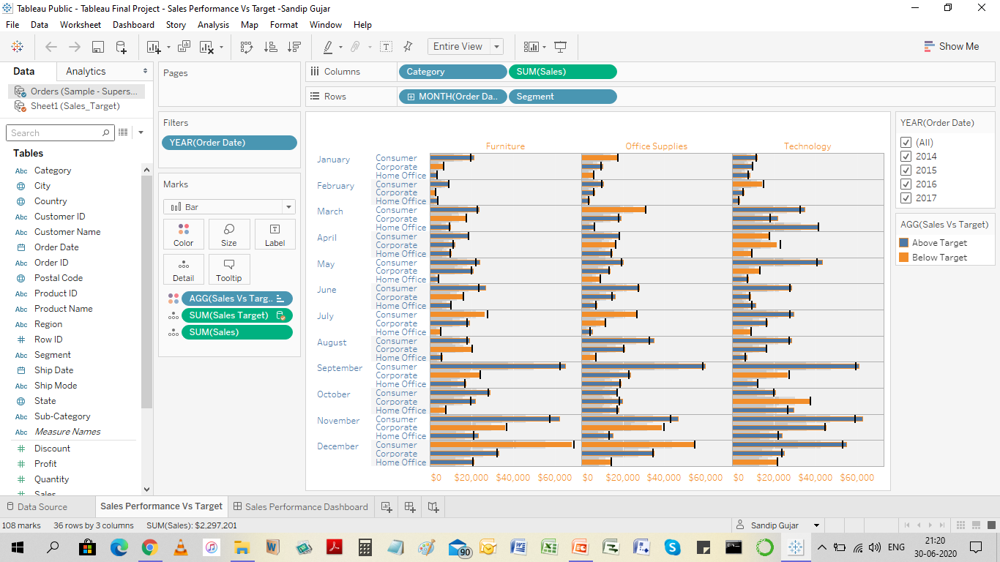 Tableau Public - Tableau Final Project - Sales Performance Vs Target -Sandip Gujar
File Data Worksheet Dashboard Story Analysis Map Format Window Help
Entire View
Show Me
Data Analytics
Orders (Sample - Supers...
Sheet1 (Sales_Target)
Search
Tables
Abc Category
City
Country
Abc Customer ID
Abc Customer Name
Order Date
Abc Order ID
Postal Code
Abc Product ID
Abc Product Name
Abc Region
# Row ID
Abc Segment
Ship Date
Abc Ship Mode
State
Abc Sub-Category
Abc Measure Names
# Discount
# Profit
# Quantity
Sales
Pages
Filters
YEAR(Order Date)
Marks
Bar
Color Size Label
Detail Tooltip
AGG(Sales Vs Targ..
SUM(Sales Target)
SUM(Sales)
Columns Category SUM(Sales)
Rows MONTH(Order Da.. Segment
Furniture Office Supplies Technology
January Consumer
Corporate
Home Office
February Consumer
Corporate
Home Office
March Consumer
Corporate
Home Office
April Consumer
Corporate
Home Office
May Consumer
Corporate
Home Office
June Consumer
Corporate
Home Office
July Consumer
Corporate
Home Office
August Consumer
Corporate
Home Office
September Consumer
Corporate
Home Office
October Consumer
Corporate
Home Office
November Consumer
Corporate
Home Office
December Consumer
Corporate
Home Office
$0 $20,000 $40,000 $60,000 $0 $20,000 $40,000 $60,000 $0 $20,000 $40,000 $60,000
YEAR(Order Date)
(All)
2014
2015
2016
2017
AGG(Sales Vs Target)
Above Target
Below Target
Data Source Sales Performance Vs Target Sales Performance Dashboard
108 marks 36 rows by 3 columns SUM(Sales): $2,297,201 Sandip Gujar
90 ENG 21:20
30-06-2020